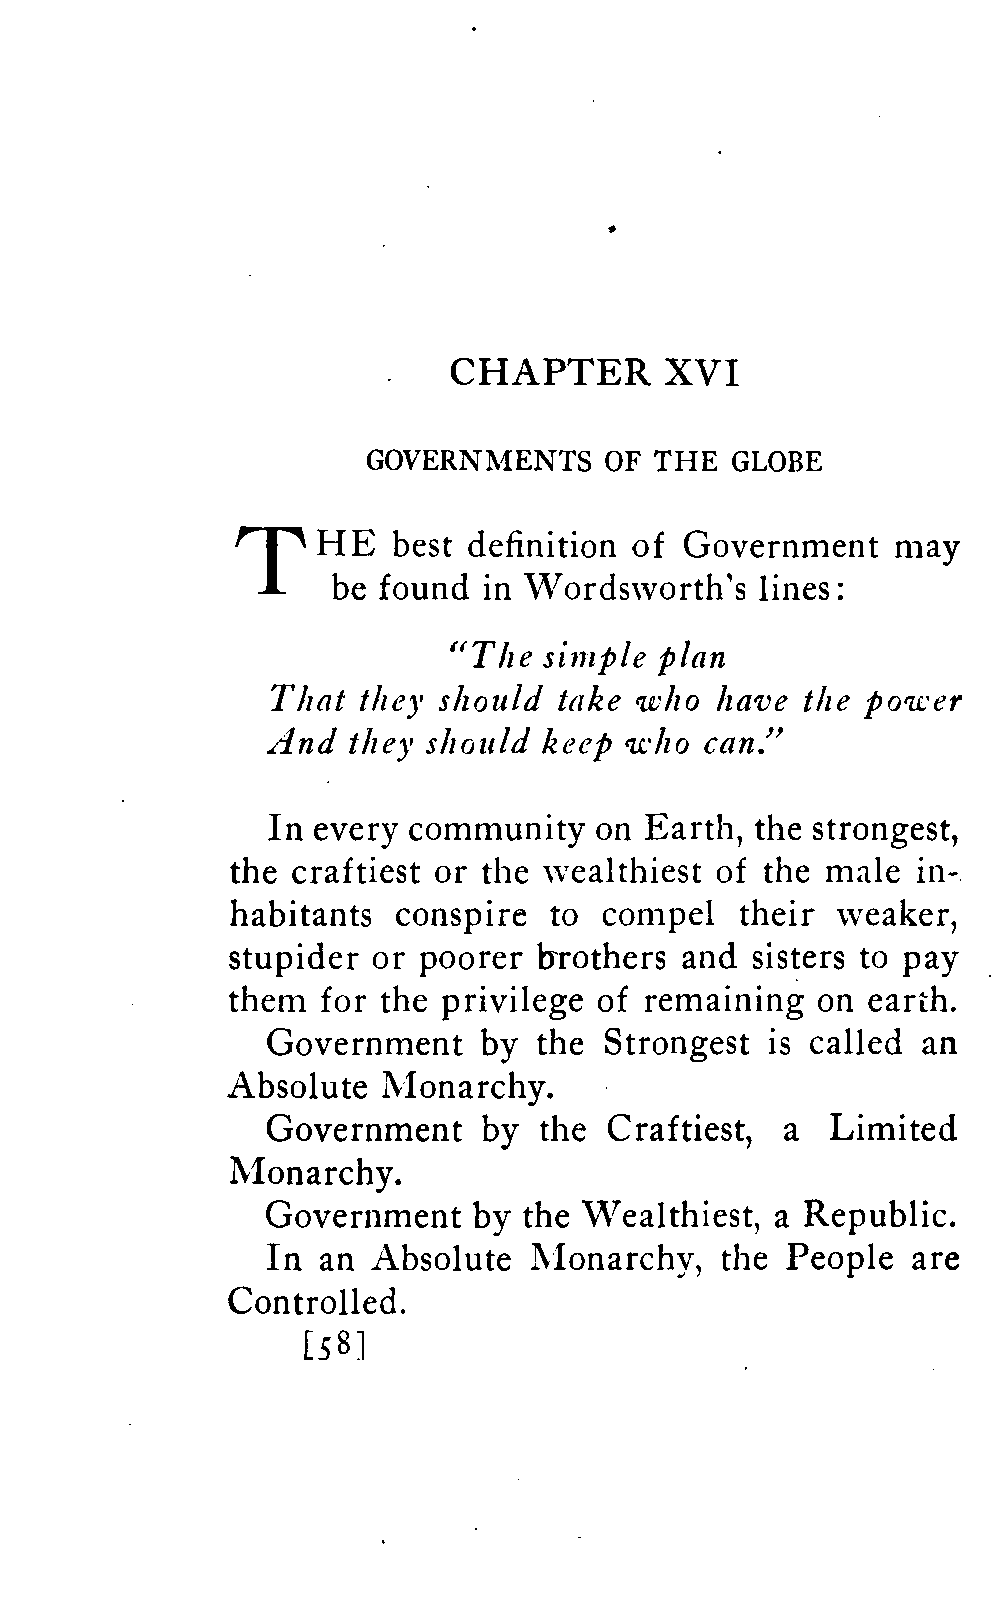 CHAPTER XVI
GOVERNMENTS OF THE GLOBE
THE best definition of Government may
be found in Wordsworth's lines:
"The simple plan
That they should take who have the power
And they should keep who can."
In every community on Earth, the strongest,
the craftiest or the wealthiest of the male in-
habitants conspire to compel their weaker,
stupider or poorer brothers and sisters to pay
them for the privilege of remaining on earth.
Government by the Strongest is called an
Absolute Monarchy.
Government by the Craftiest, a Limited
Monarchy.
Government by the Wealthiest, a Republic.
In an Absolute Monarchy, the People are
Controlled.
[58]